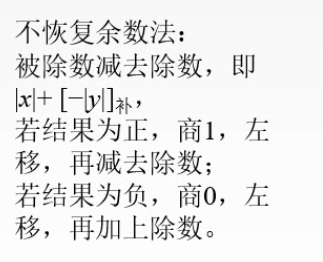 不恢复余数法：
被除数减去除数，即
|x|+ [−|y|]补，
若结果为正，商1，左
移，再减去除数；
若结果为负，商0，左
移，再加上除数。